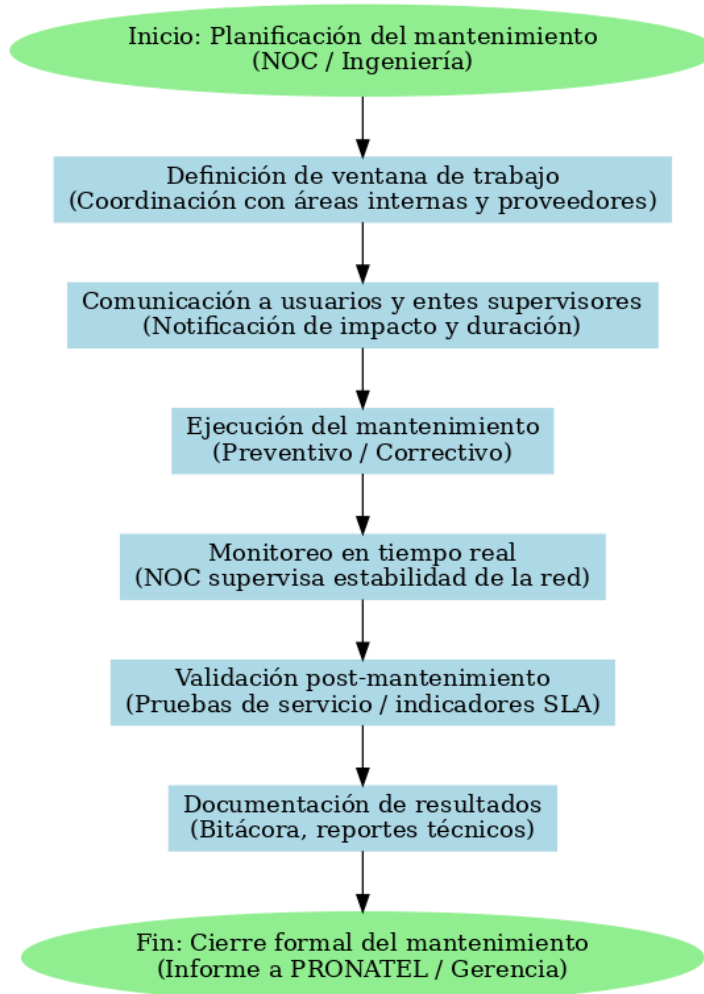 Inicio: Planificación del mantenimiento
(NOC / Ingeniería)
Definición de ventana de trabajo
(Coordinación con áreas internas y proveedores)
Comunicación a usuarios y entes supervisores
(Notificación de impacto y duración)
Ejecución del mantenimiento
(Preventivo / Correctivo)
Monitoreo en tiempo real
(NOC supervisa estabilidad de la red)
Validación post-mantenimiento
(Pruebas de servicio / indicadores SLA)
Documentación de resultados
(Bitácora, reportes técnicos)
Fin: Cierre formal del mantenimiento
(Informe a PRONATEL / Gerencia)